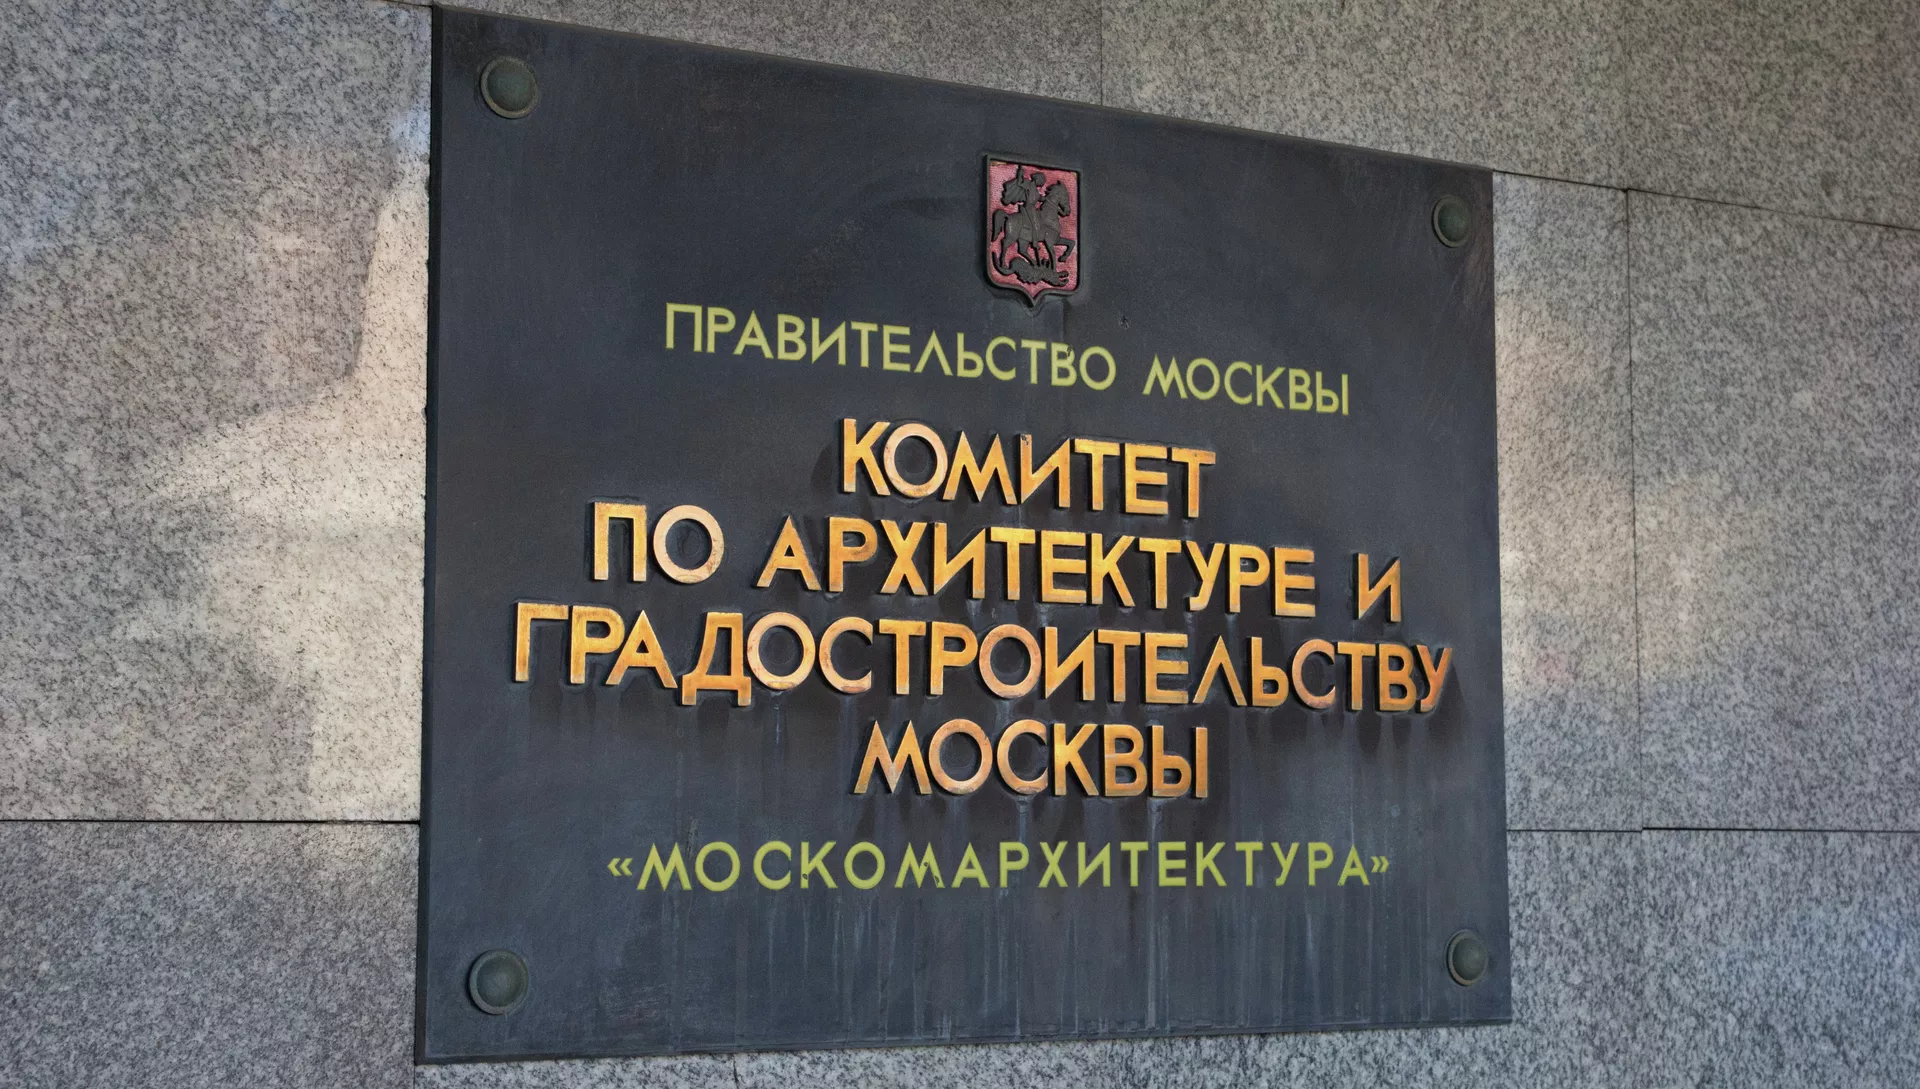 ПРАВИТЕЛЬСТВО МОСКВЫ
КОМИТЕТ
ПО АРХИТЕКТУРЕ И
ГРАДОСТРОИТЕЛЬСТВУ
МОСКВЫ
«МОСКОМАРХИТЕКТУРА»